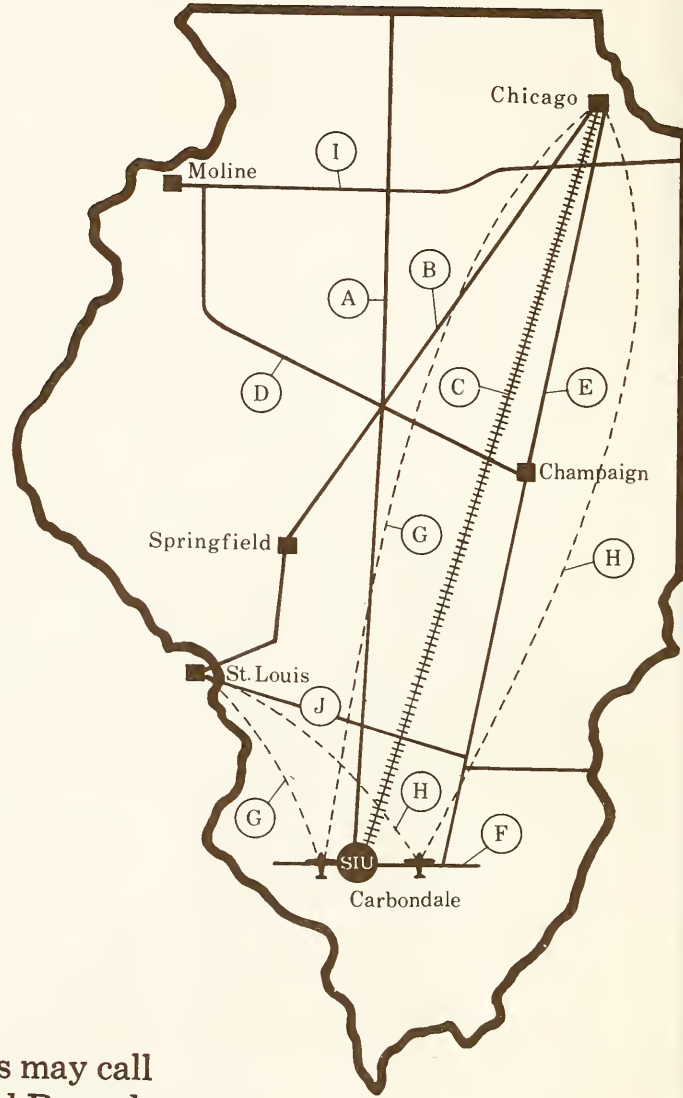 Chicago
I
Moline
A
B
D
C
E
Champaign
G
Springfield
H
St. Louis
J
G
H
F
SIU
Carbondale
s may call